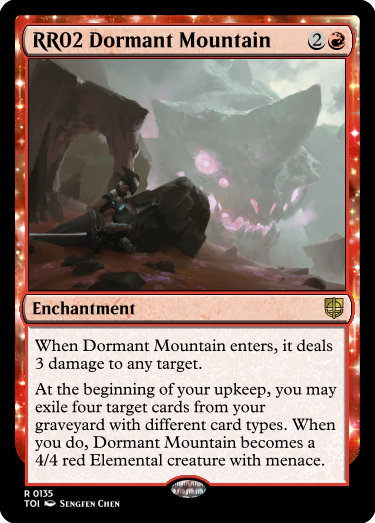 RR02 Dormant Mountain 2
Enchantment
When Dormant Mountain enters, it deals
3 damage to any target.
At the beginning of your upkeep, you may
exile four target cards from your
graveyard with different card types. When
you do, Dormant Mountain becomes a
4/4 red Elemental creature with menace.
R 0135
TOI SENGFEN CHEN